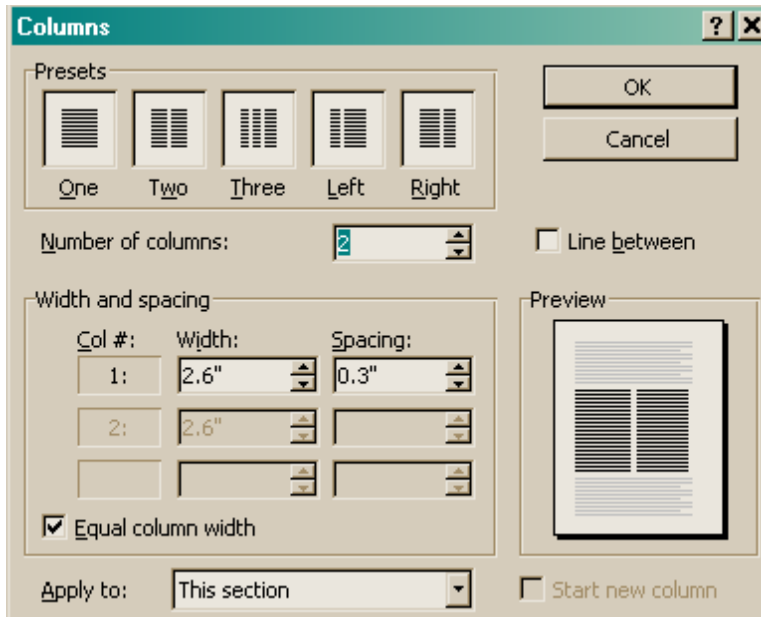 Columns
Presets
One Two Three Left Right
OK
Cancel
Number of columns: 2
Line between
Width and spacing
Col #: Width: Spacing:
1: 2.6" 0.3"
2: 2.6"
Equal column width
Preview
Apply to: This section
Start new column